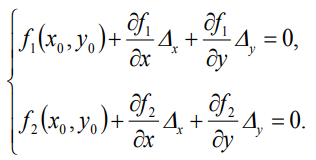 f₁(x₀, y₀) + ∂f₁/∂x Δₓ + ∂f₁/∂y Δᵧ = 0,
f₂(x₀, y₀) + ∂f₂/∂x Δₓ + ∂f₂/∂y Δᵧ = 0.